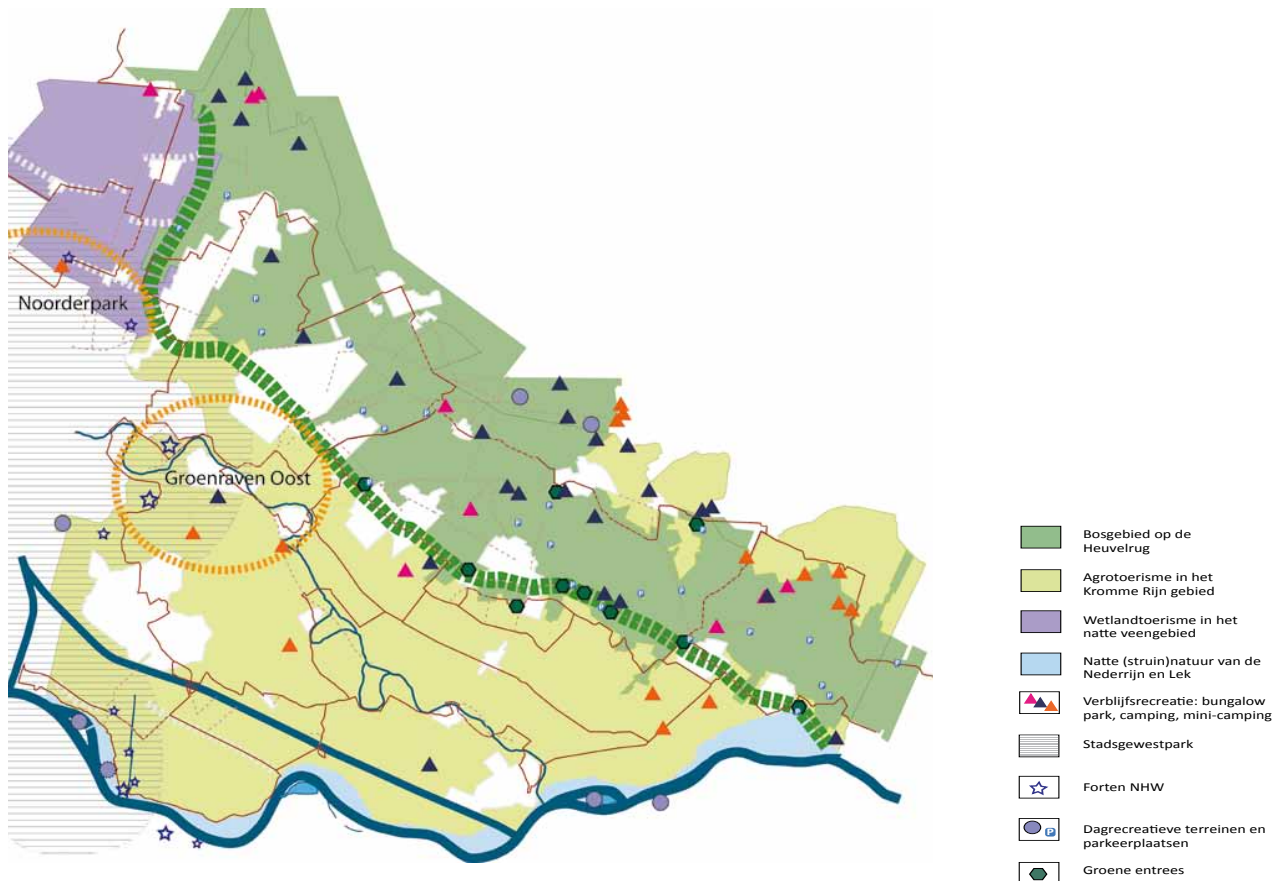 Noorderpark
Groenraven Oost
Bosgebied op de
Heuvelrug
Agrotoerisme in het
Kromme Rijn gebied
Wetlandtoerisme in het
natte veengebied
Natte (struin)natuur van de
Nederrijn en Lek
Verblijfsrecreatie: bungalow
park, camping, mini-camping
Stadsgewestpark
Forten NHW
Dagrecreatieve terreinen en
parkeerplaatsen
Groene entrees